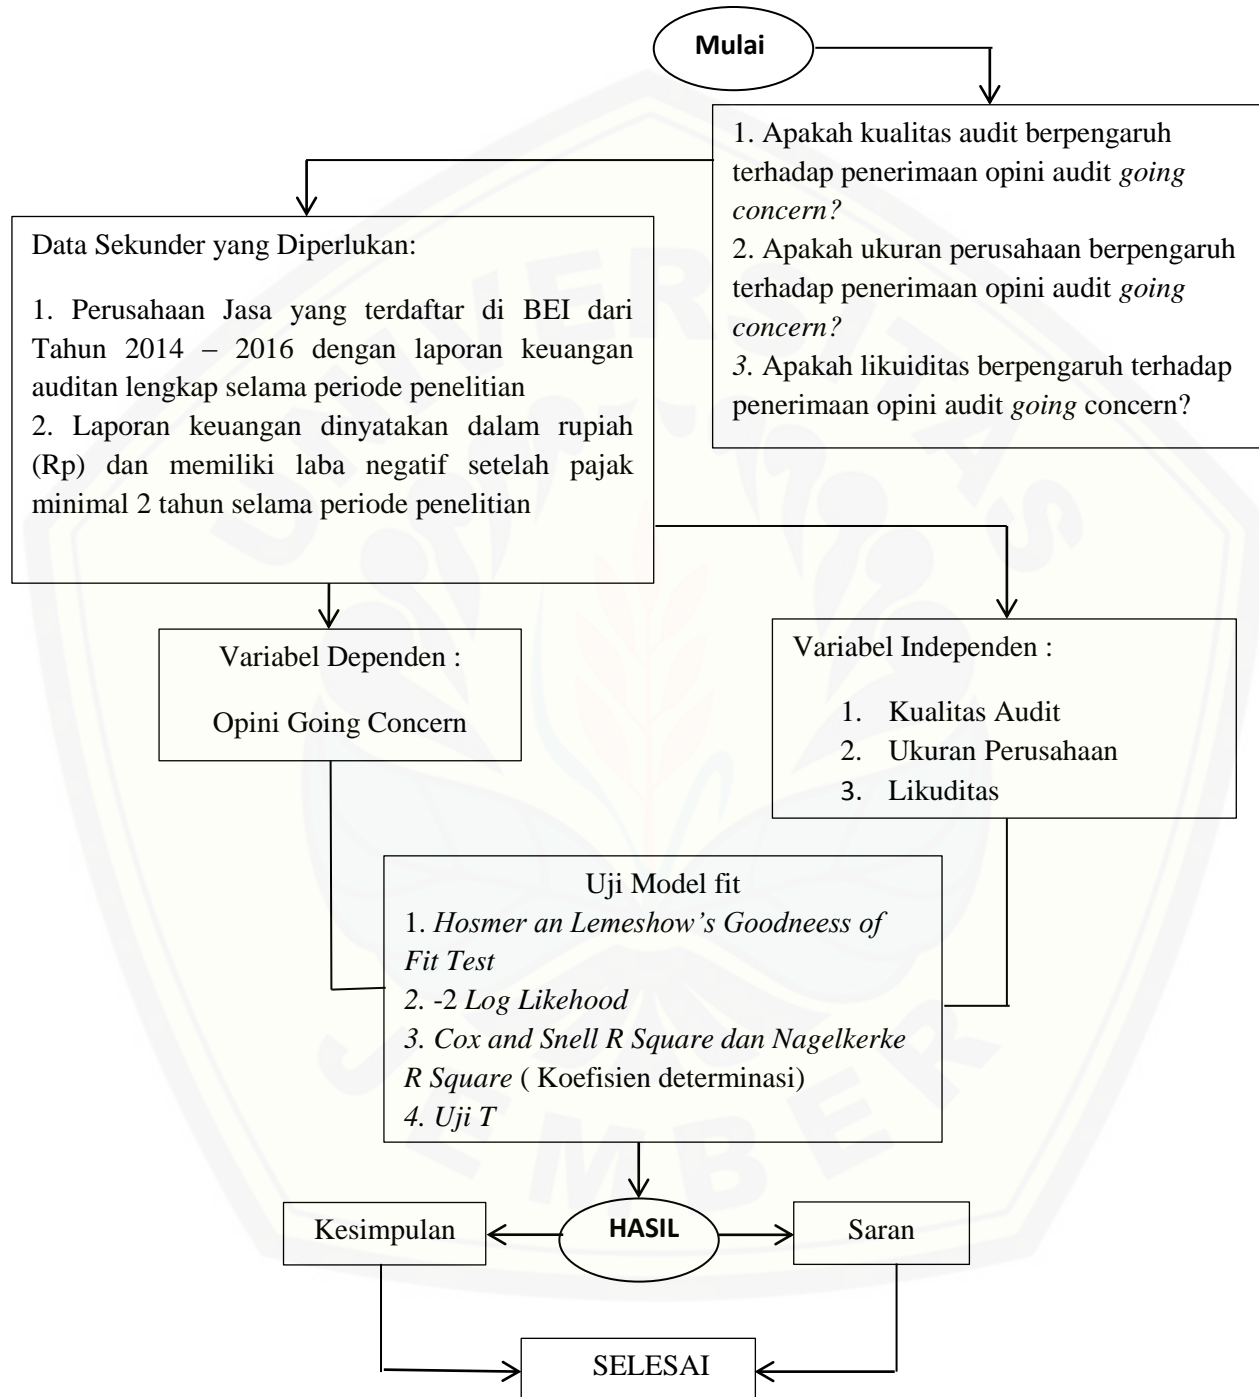 Mulai
1. Apakah kualitas audit berpengaruh
terhadap penerimaan opini audit going
concern?
2. Apakah ukuran perusahaan berpengaruh
terhadap penerimaan opini audit going
concern?
3. Apakah likuiditas berpengaruh terhadap
penerimaan opini audit going concern?
Data Sekunder yang Diperlukan:
1. Perusahaan Jasa yang terdaftar di BEI dari
Tahun 2014 – 2016 dengan laporan keuangan
auditan lengkap selama periode penelitian
2. Laporan keuangan dinyatakan dalam rupiah
(Rp) dan memiliki laba negatif setelah pajak
minimal 2 tahun selama periode penelitian
Variabel Dependen :
Opini Going Concern
Variabel Independen :
1. Kualitas Audit
2. Ukuran Perusahaan
3. Likuditas
Uji Model fit
1. Hosmer an Lemeshow’s Goodneess of
Fit Test
2. -2 Log Likehood
3. Cox and Snell R Square dan Nagelkerke
R Square ( Koefisien determinasi)
4. Uji T
Kesimpulan
HASIL
Saran
SELESAI
UNIVERSITAS
JEMBER